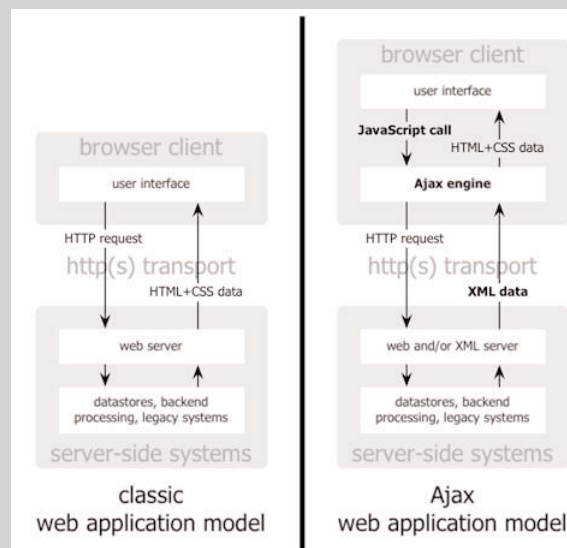 browser client
user interface
HTTP request
http(s) transport
HTML+CSS data
web server
datastores, backend
processing, legacy systems
server-side systems
classic
web application model
browser client
user interface
JavaScript call
HTML+CSS data
Ajax engine
HTTP request
http(s) transport
XML data
web and/or XML server
datastores, backend
processing, legacy systems
server-side systems
Ajax
web application model